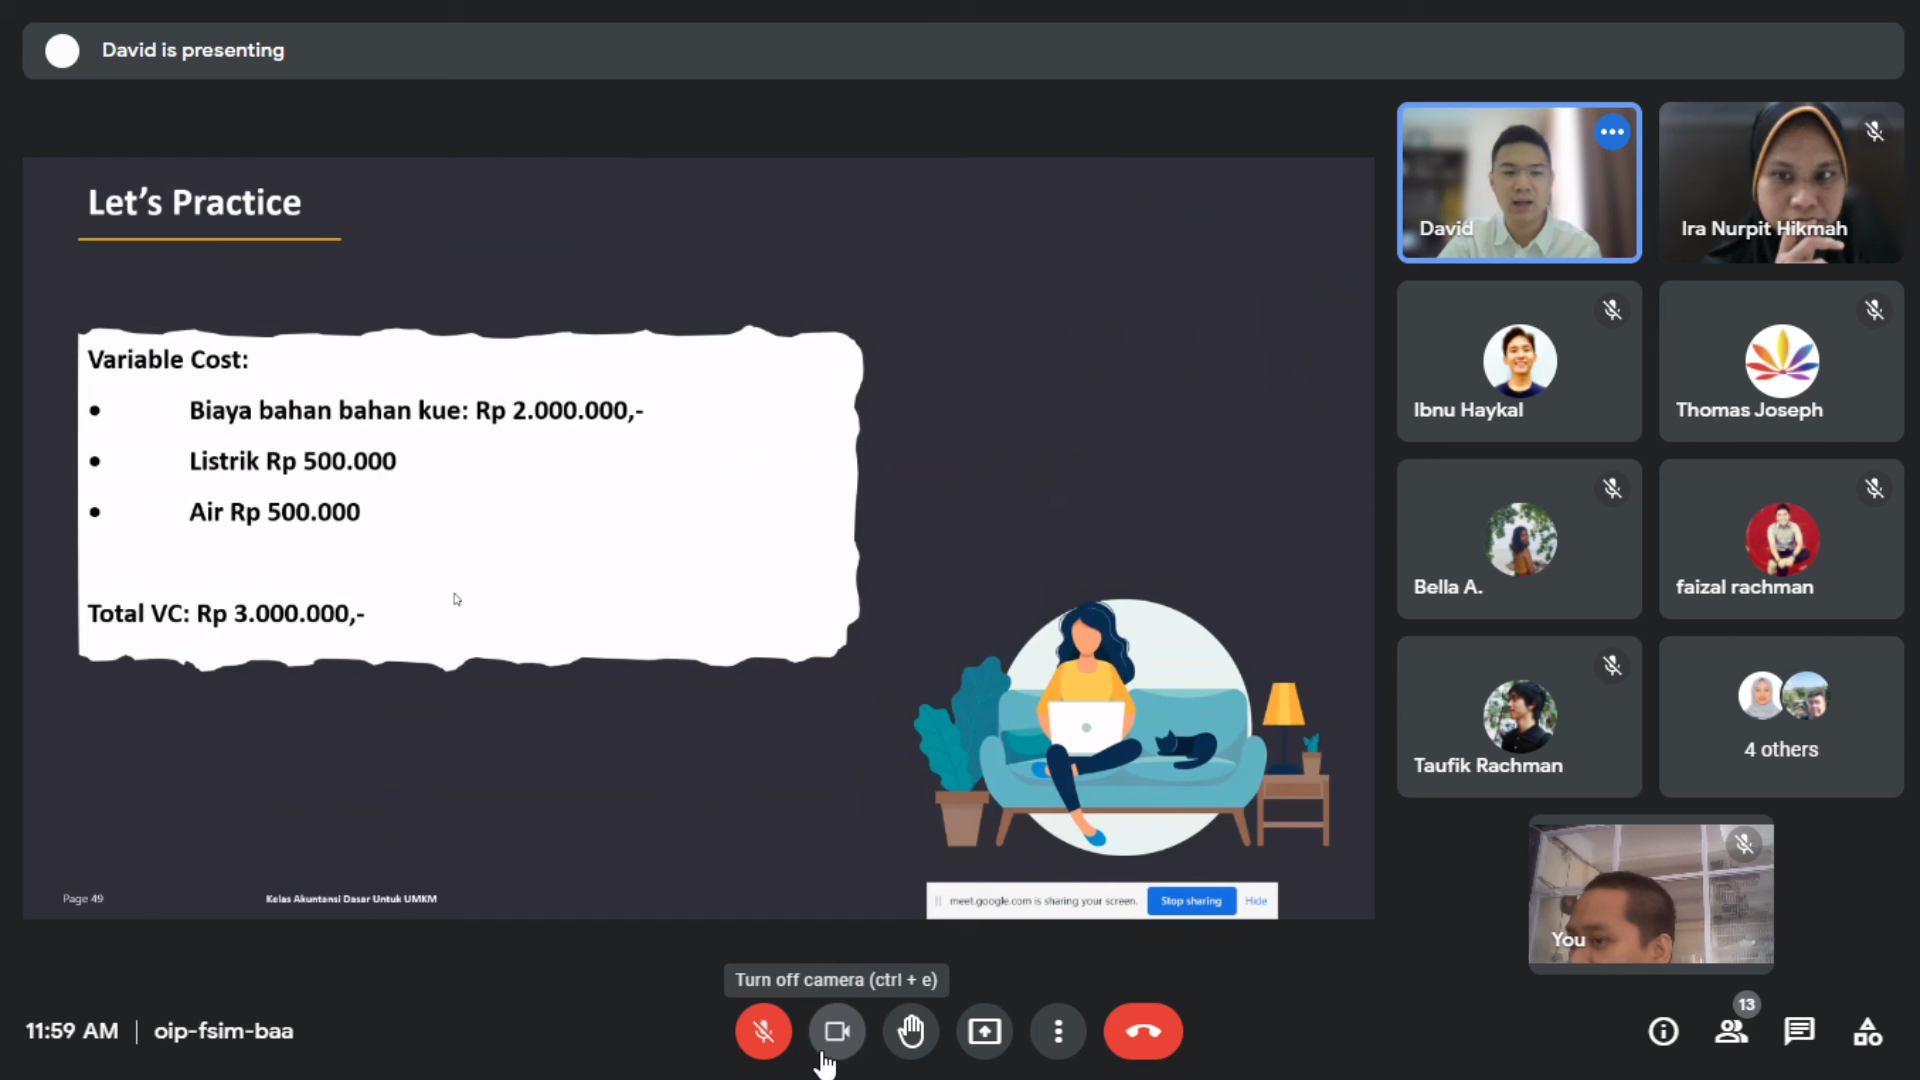 David is presenting
Let's Practice
Variable Cost:
• Biaya bahan bahan kue: Rp 2.000.000,-
• Listrik Rp 500.000
• Air Rp 500.000
Total VC: Rp 3.000.000,-
Page 49
Kelas Akuntansi Dasar Untuk UMKM
meet.google.com is sharing your screen.
Stop sharing
Hide
David
Ira Nurpit Hikmah
Ibnu Haykal
Thomas Joseph
Bella A.
faizal rachman
Taufik Rachman
4 others
You
Turn off camera (ctrl + e)
11:59 AM | oip-fsim-baa
13